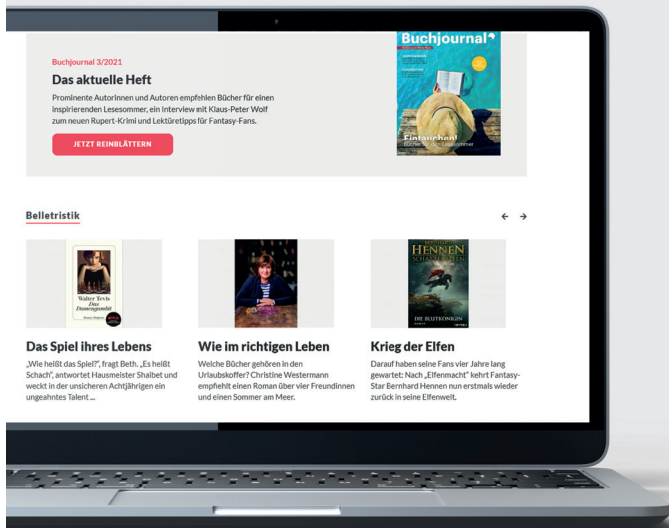 Buchjournal
Eintauchen!
Bücher für den Lesesommer
Buchjournal 3/2021
Das aktuelle Heft
Prominente Autorinnen und Autoren empfehlen Bücher für einen
inspirierenden Lesesommer, ein Interview mit Klaus-Peter Wolf
zum neuen Rupert-Krimi und Lektüretipps für Fantasy-Fans.
JETZT REINBLÄTTERN
Belletristik
← →
Walter Tevis
Das
Damengambit
Das Spiel ihres Lebens
„Wie heißt das Spiel?“, fragt Beth. „Es heißt
Schach“, antwortet Hausmeister Shaibet und
weckt in der unsicheren Achtjährigen ein
ungeahntes Talent ...
Wie im richtigen Leben
Welche Bücher gehören in den
Urlaubskoffer? Christine Westermann
empfiehlt einen Roman über vier Freundinnen
und einen Sommer am Meer.
BERNHARD
HENNEN
DIE BLUTKÖNIGIN
Krieg der Elfen
Darauf haben seine Fans vier Jahre lang
gewartet: Nach „Elfenmacht“ kehrt Fantasy-
Star Bernhard Hennen nun erstmals wieder
zurück in seine Elfenwelt.